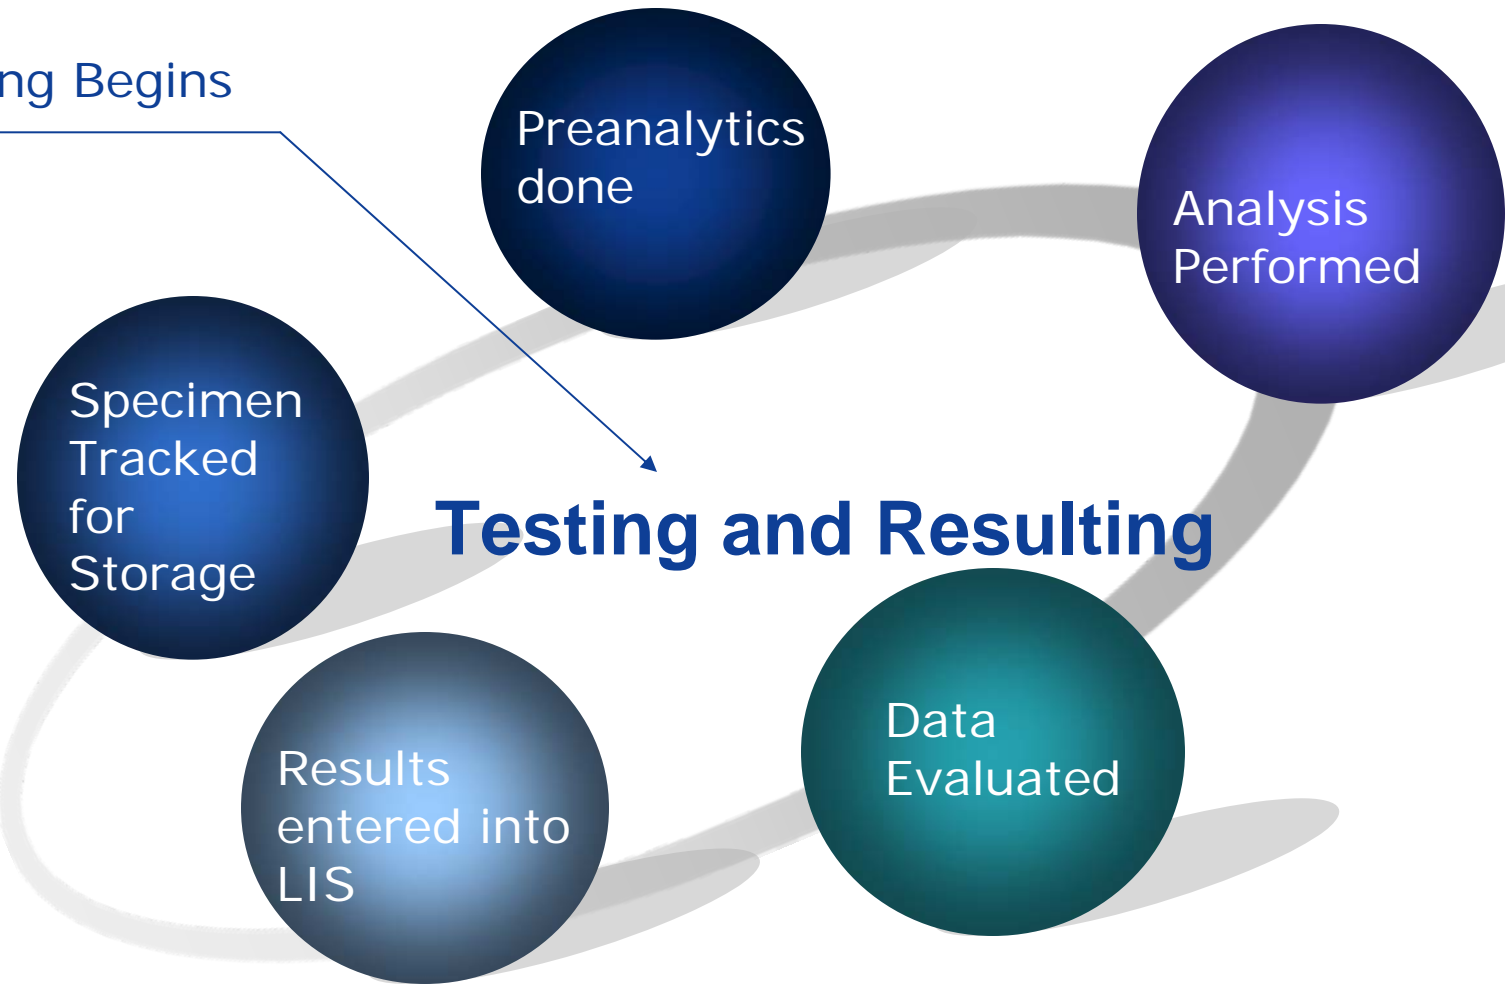 ng Begins
Preanalytics
done
Analysis
Performed
Specimen
Tracked
for
Storage
Testing and Resulting
Data
Evaluated
Results
entered into
LIS